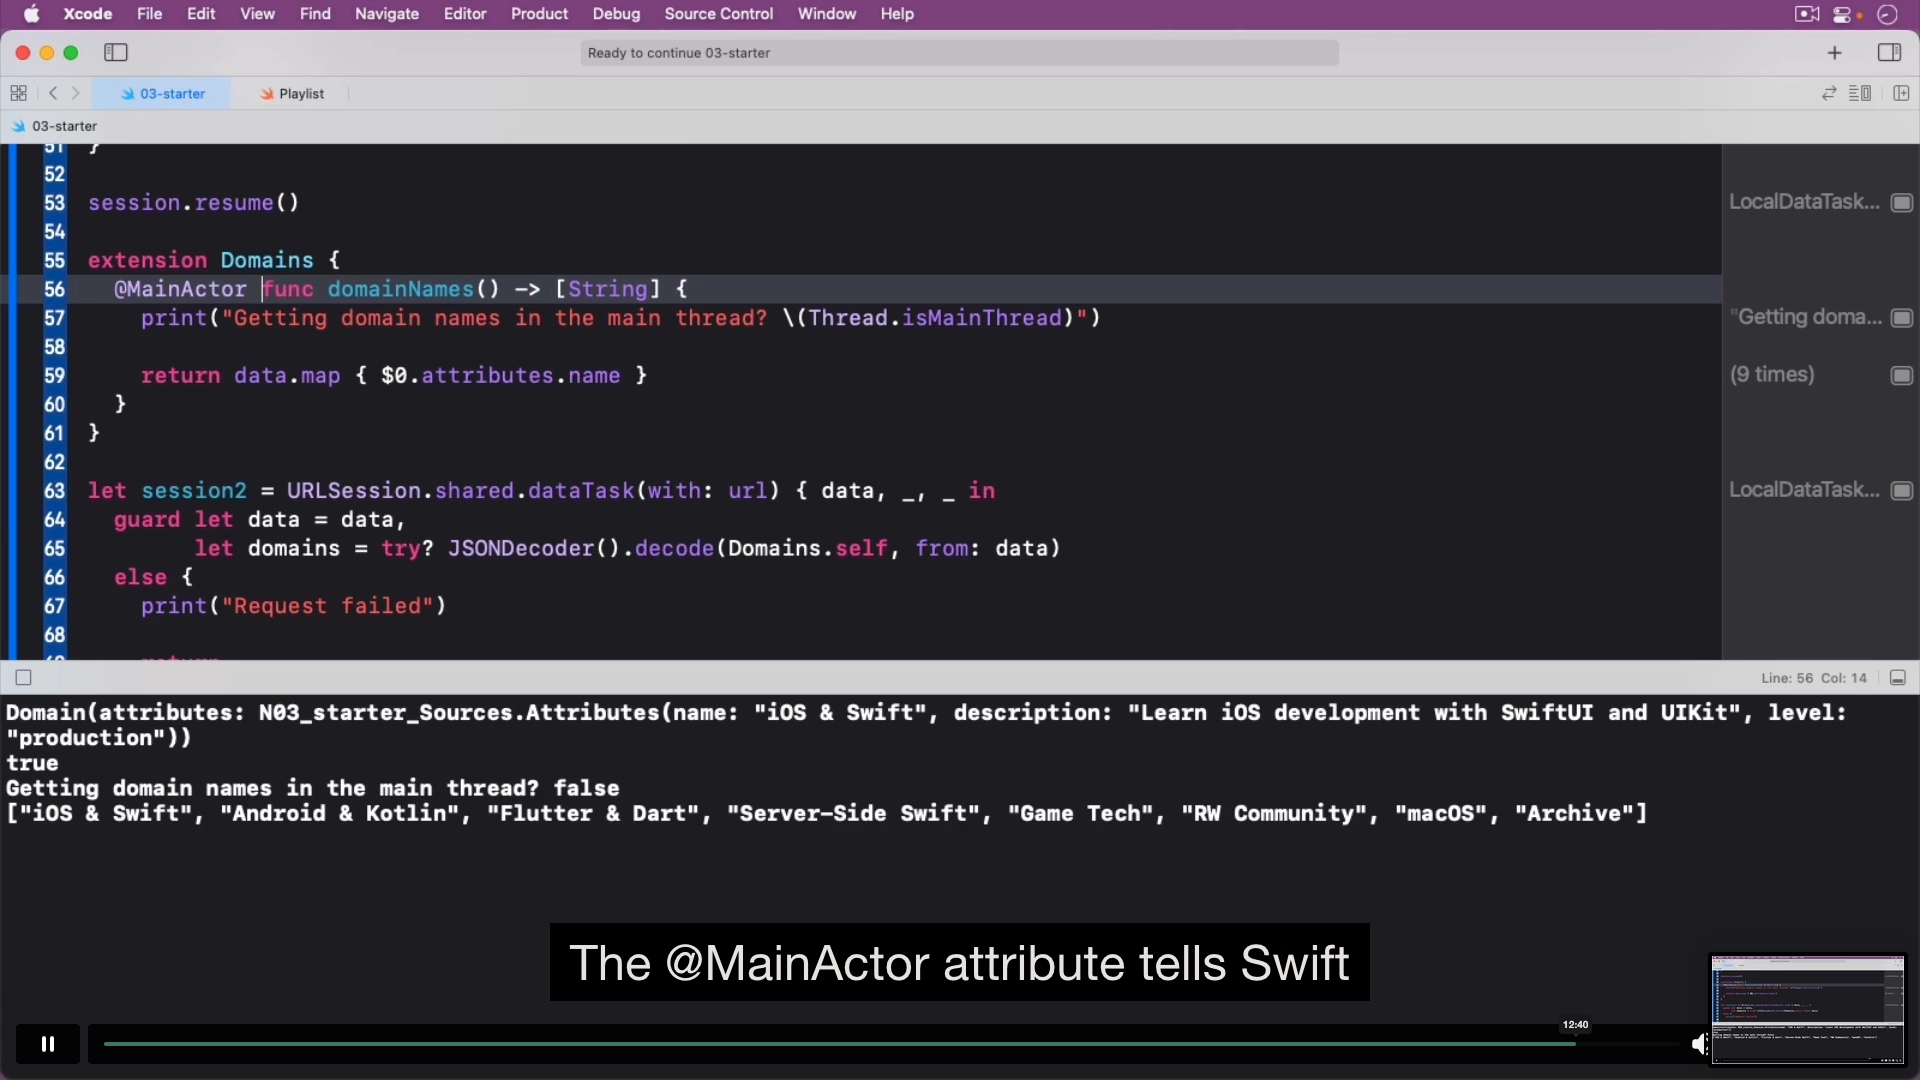 Xcode File Edit View Find Navigate Editor Product Debug Source Control Window Help
Ready to continue 03-starter
03-starter Playlist
03-starter
51 }
52
53 session.resume() LocalDataTask...
54
55 extension Domains {
56 @MainActor func domainNames() -> [String] {
57 print("Getting domain names in the main thread? \(Thread.isMainThread)") "Getting doma...
58
59 return data.map { $0.attributes.name } (9 times)
60 }
61 }
62
63 let session2 = URLSession.shared.dataTask(with: url) { data, _, _ in LocalDataTask...
64 guard let data = data,
65 let domains = try? JSONDecoder().decode(Domains.self, from: data)
66 else {
67 print("Request failed")
68
Line: 56 Col: 14
Domain(attributes: N03_starter_Sources.Attributes(name: "iOS & Swift", description: "Learn iOS development with SwiftUI and UIKit", level:
"production"))
true
Getting domain names in the main thread? false
["iOS & Swift", "Android & Kotlin", "Flutter & Dart", "Server-Side Swift", "Game Tech", "RW Community", "macOS", "Archive"]
The @MainActor attribute tells Swift
12:40